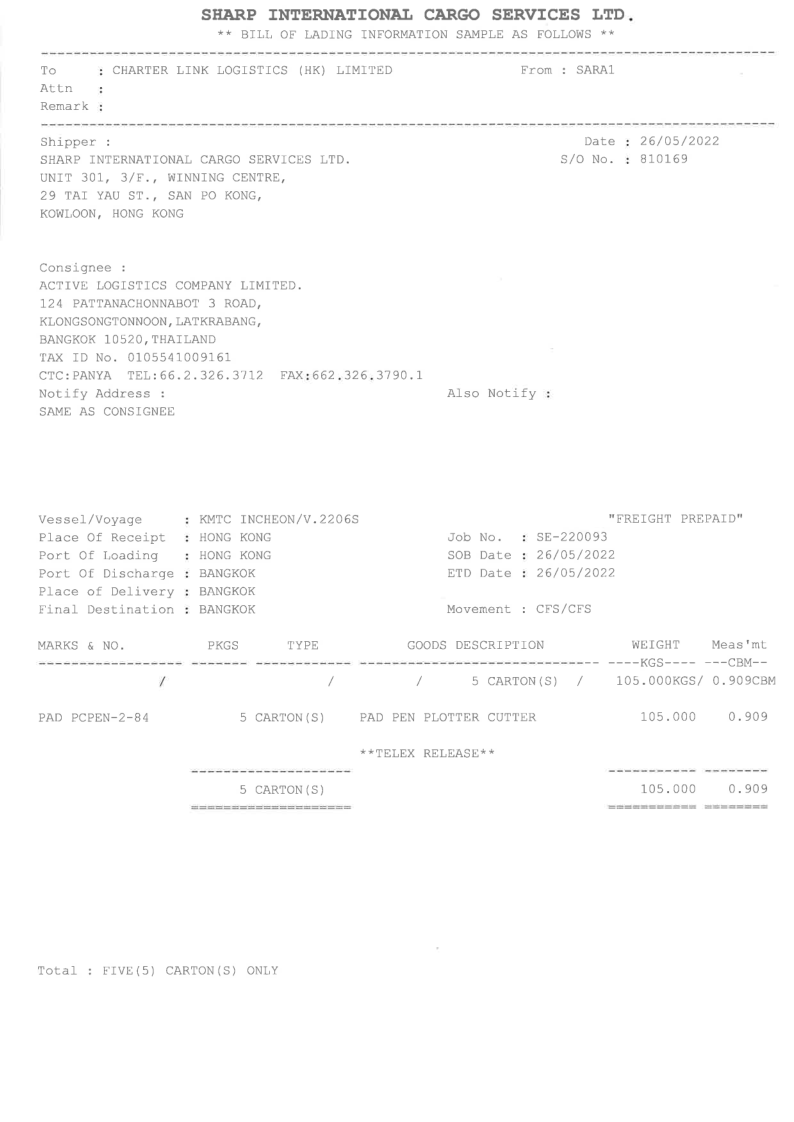 SHARP INTERNATIONAL CARGO SERVICES LTD.
** BILL OF LADING INFORMATION SAMPLE AS FOLLOWS **
To : CHARTER LINK LOGISTICS (HK) LIMITED From : SARA1
Attn :
Remark :
Shipper : Date : 26/05/2022
SHARP INTERNATIONAL CARGO SERVICES LTD. S/O No. : 810169
UNIT 301, 3/F., WINNING CENTRE,
29 TAI YAU ST., SAN PO KONG,
KOWLOON, HONG KONG
Consignee :
ACTIVE LOGISTICS COMPANY LIMITED.
124 PATTANACHONNABOT 3 ROAD,
KLONGSONGTONNOON,LATKRABANG,
BANGKOK 10520,THAILAND
TAX ID No. 0105541009161
CTC:PANYA TEL:66.2.326.3712 FAX:662.326.3790.1
Notify Address : Also Notify :
SAME AS CONSIGNEE
Vessel/Voyage : KMTC INCHEON/V.2206S "FREIGHT PREPAID"
Place Of Receipt : HONG KONG Job No. : SE-220093
Port Of Loading : HONG KONG SOB Date : 26/05/2022
Port Of Discharge : BANGKOK ETD Date : 26/05/2022
Place of Delivery : BANGKOK
Final Destination : BANGKOK Movement : CFS/CFS
MARKS & NO. PKGS TYPE GOODS DESCRIPTION WEIGHT Meas'mt
------------------ ------- ------------ ------------------------------ ----KGS---- ---CBM--
/ / / 5 CARTON(S) / 105.000KGS/ 0.909CBM
PAD PCPEN-2-84 5 CARTON(S) PAD PEN PLOTTER CUTTER 105.000 0.909
**TELEX RELEASE**
5 CARTON(S) 105.000 0.909
Total : FIVE(5) CARTON(S) ONLY